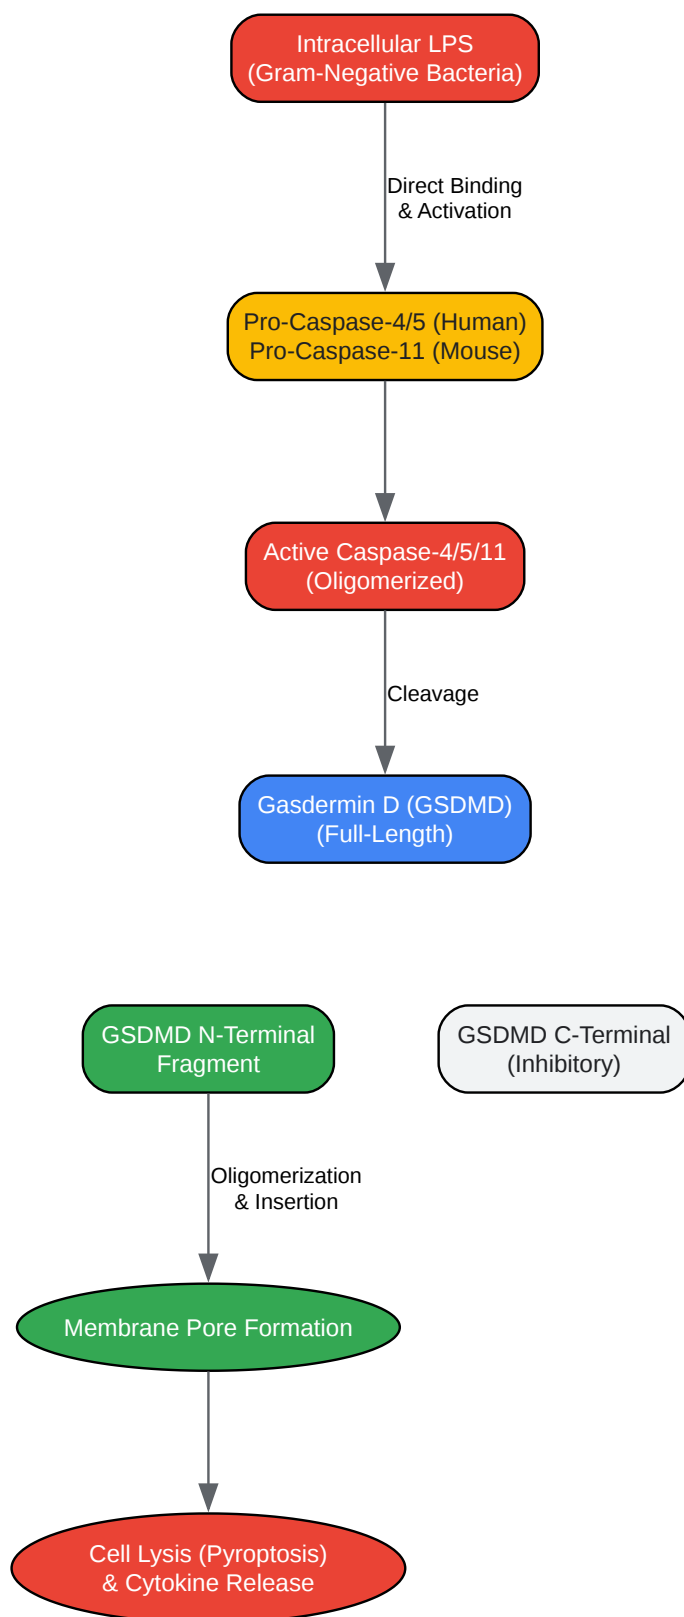 Intracellular LPS
(Gram-Negative Bacteria)
Direct Binding
& Activation
Pro-Caspase-4/5 (Human)
Pro-Caspase-11 (Mouse)
Active Caspase-4/5/11
(Oligomerized)
Cleavage
Gasdermin D (GSDMD)
(Full-Length)
GSDMD N-Terminal
Fragment
GSDMD C-Terminal
(Inhibitory)
Oligomerization
& Insertion
Membrane Pore Formation
Cell Lysis (Pyroptosis)
& Cytokine Release